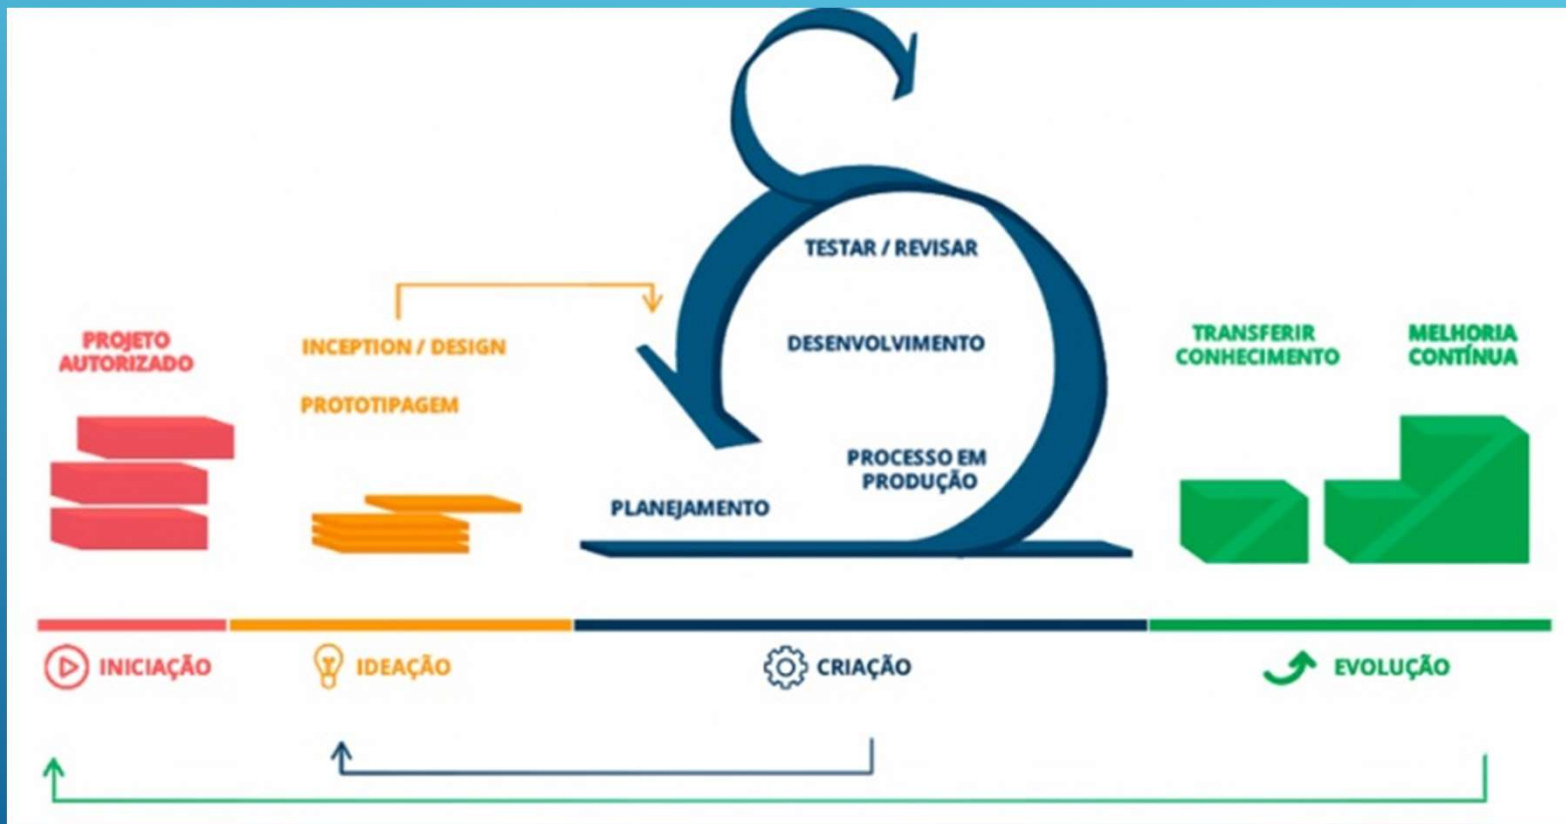 PROJETO
AUTORIZADO
INCEPTION / DESIGN
PROTOTIPAGEM
TESTAR / REVISAR
DESENVOLVIMENTO
PROCESSO EM
PRODUÇÃO
PLANEJAMENTO
TRANSFERIR
CONHECIMENTO
MELHORIA
CONTÍNUA
INICIAÇÃO
IDEAÇÃO
CRIAÇÃO
EVOLUÇÃO